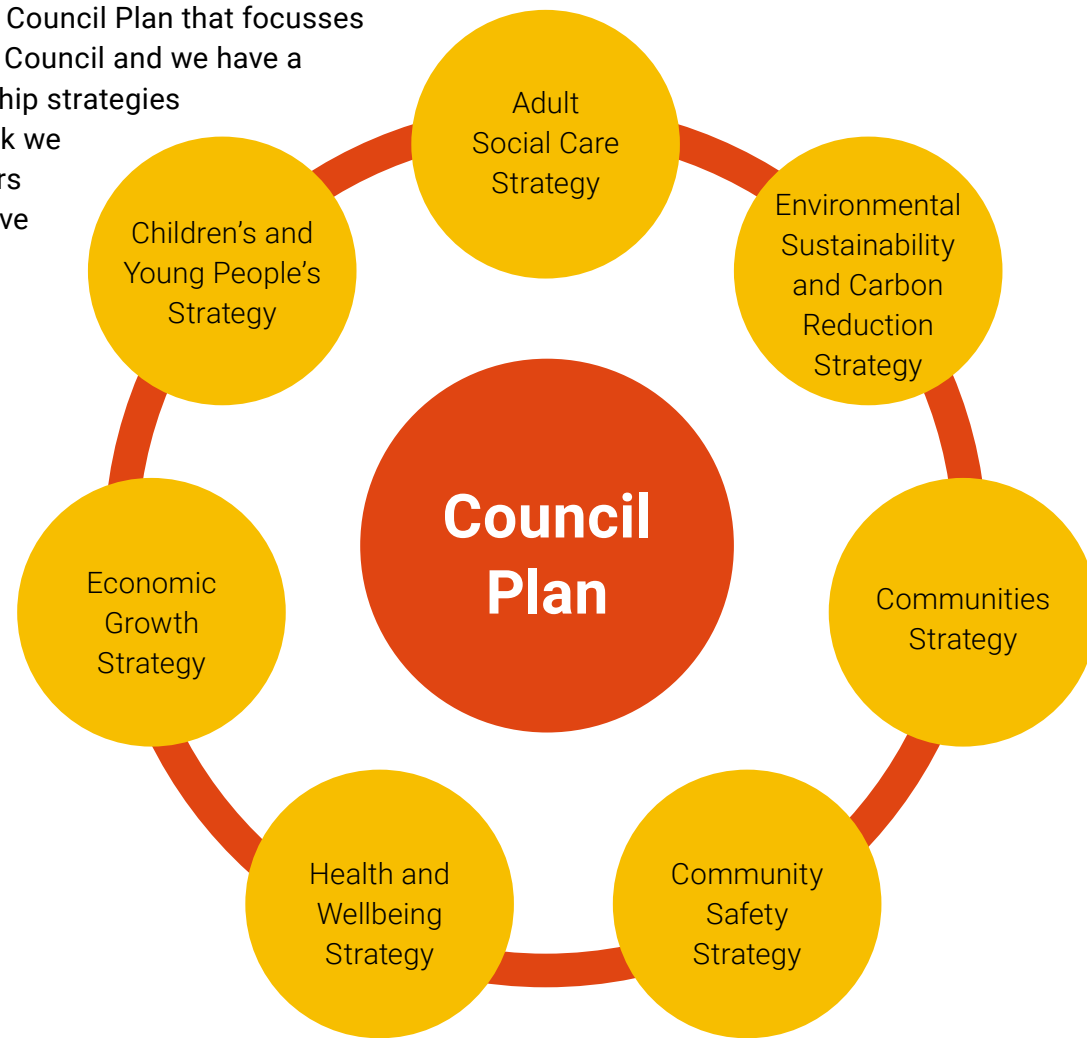 Council Plan that focusses
Council and we have a
hip strategies
k we
rs
ve
Adult
Social Care
Strategy
Environmental
Sustainability
and Carbon
Reduction
Strategy
Children's and
Young People's
Strategy
Council
Plan
Economic
Growth
Strategy
Communities
Strategy
Health and
Wellbeing
Strategy
Community
Safety
Strategy